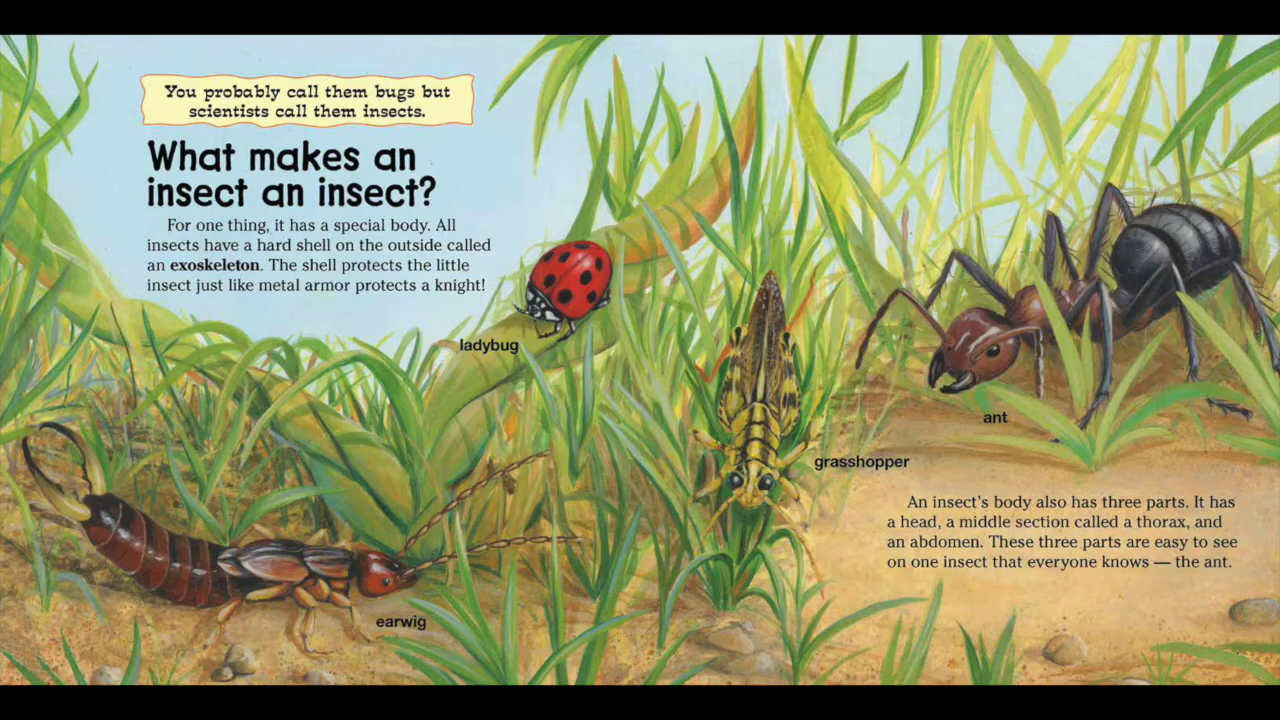 You probably call them bugs but
scientists call them insects.
What makes an
insect an insect?
For one thing, it has a special body. All
insects have a hard shell on the outside called
an exoskeleton. The shell protects the little
insect just like metal armor protects a knight!
ladybug
ant
grasshopper
An insect's body also has three parts. It has
a head, a middle section called a thorax, and
an abdomen. These three parts are easy to see
on one insect that everyone knows — the ant.
earwig